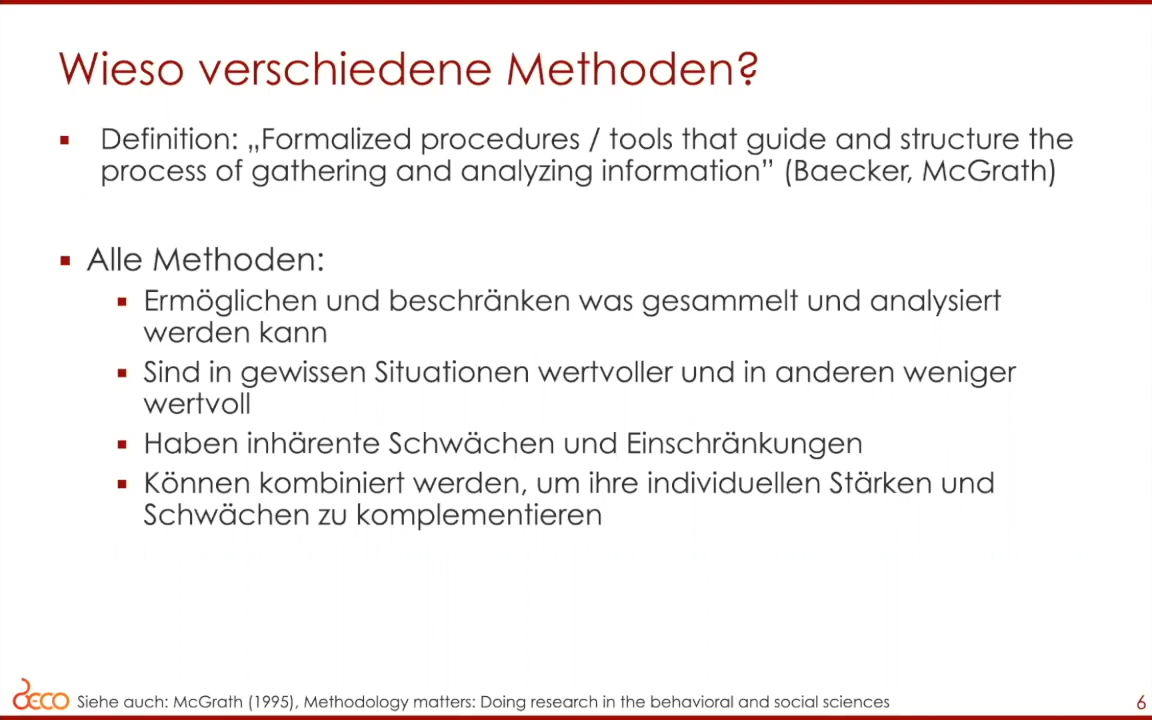 Wieso verschiedene Methoden?
Definition: „Formalized procedures / tools that guide and structure the
process of gathering and analyzing information” (Baecker, McGrath)
Alle Methoden:
Ermöglichen und beschränken was gesammelt und analysiert
werden kann
Sind in gewissen Situationen wertvoller und in anderen weniger
wertvoll
Haben inhärente Schwächen und Einschränkungen
Können kombiniert werden, um ihre individuellen Stärken und
Schwächen zu komplementieren
DECO Siehe auch: McGrath (1995), Methodology matters: Doing research in the behavioral and social sciences
6